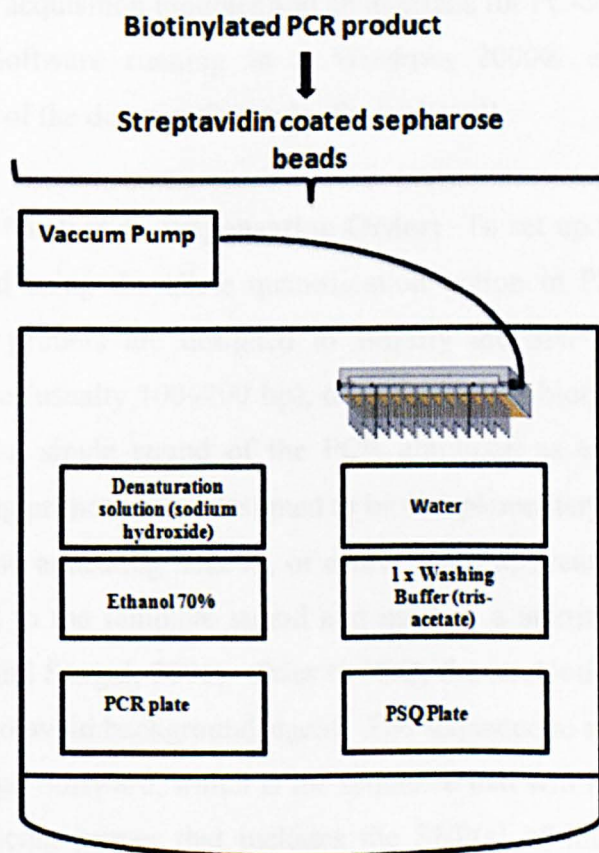 Biotinylated PCR product
Streptavidin coated sepharose
beads
Vaccum Pump
Denaturation
solution (sodium
hydroxide)
Water
Ethanol 70%
1 x Washing
Buffer (tris-
acetate)
PCR plate
PSQ Plate